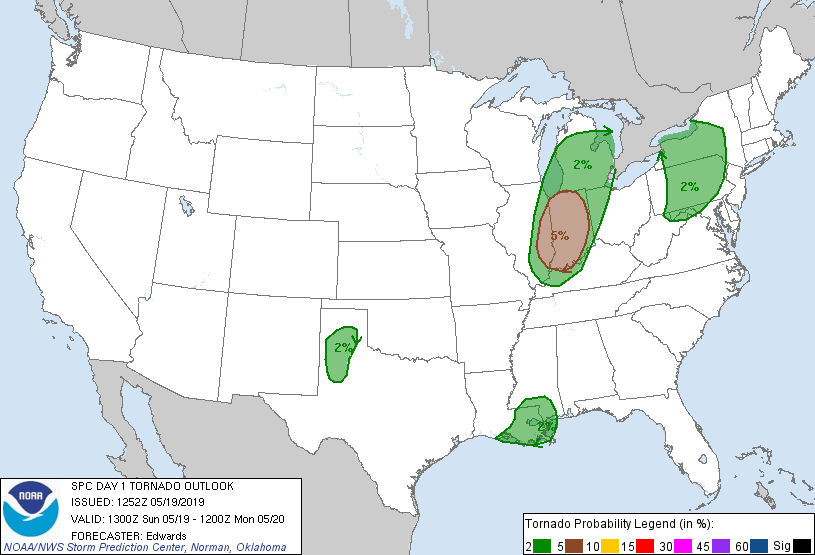 2%
2%
5%
2%
2%
NOAA
SPC DAY 1 TORNADO OUTLOOK
ISSUED: 1252Z 05/19/2019
VALID: 1300Z Sun 05/19 - 1200Z Mon 05/20
FORECASTER: Edwards
NOAA/NWS Storm Prediction Center, Norman, Oklahoma
Tornado Probability Legend (in %):
2 5 10 15 30 45 60 Sig